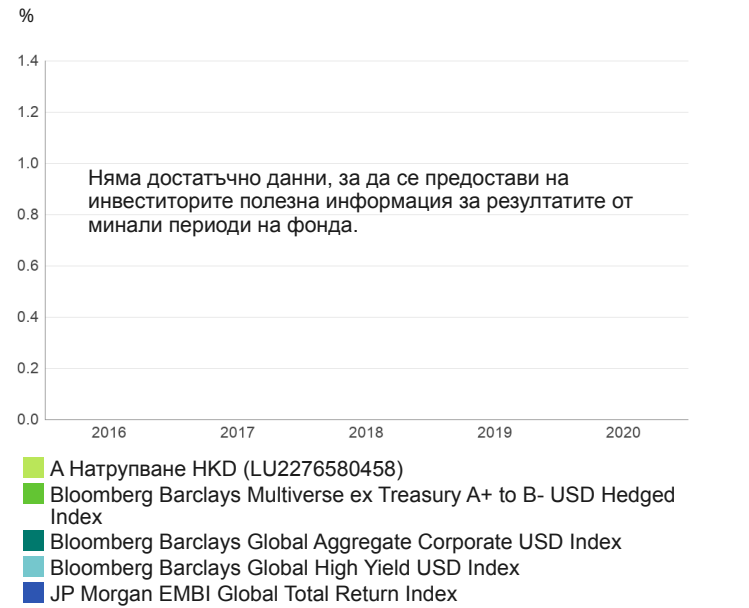 %
1.4
1.2
1.0
Няма достатъчно данни, за да се предостави на
инвеститорите полезна информация за резултатите от
0.8
минали периоди на фонда.
0.6
0.4
0.2
0.0
2016 2017 2018 2019 2020
А Натрупване HKD (LU2276580458)
Bloomberg Barclays Multiverse ex Treasury A+ to B- USD Hedged
Index
Bloomberg Barclays Global Aggregate Corporate USD Index
Bloomberg Barclays Global High Yield USD Index
JP Morgan EMBI Global Total Return Index